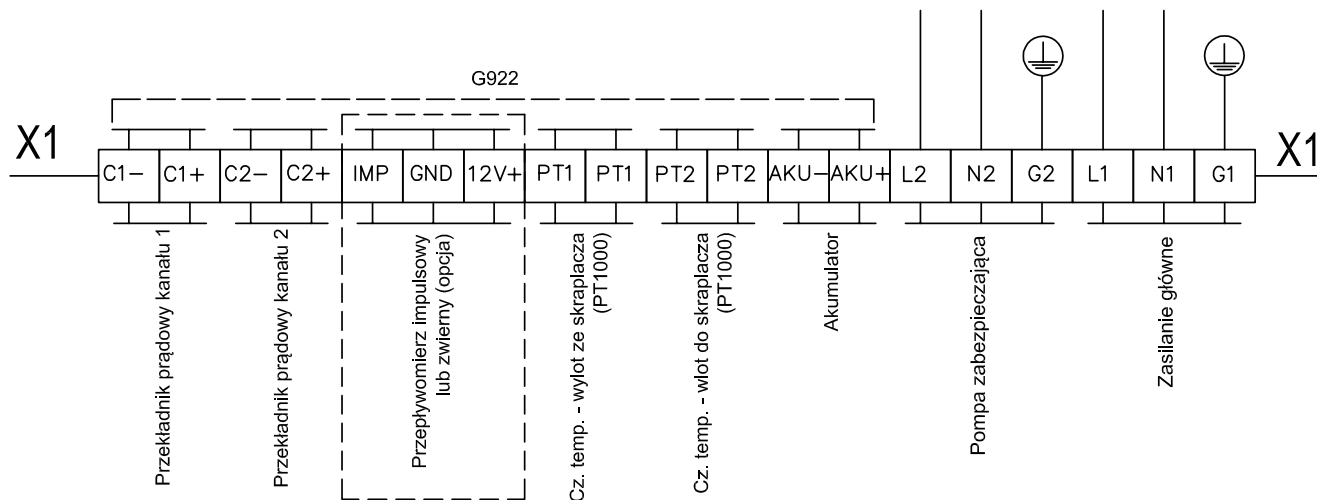 G922
X1
X1
C1-
C1+
C2-
C2+
IMP
GND
12V+
PT1
PT1
PT2
PT2
AKU-
AKU+
L2
N2
G2
L1
N1
G1
Przekładnik prądowy kanału 1
Przekładnik prądowy kanału 2
Przepływomierz impulsowy
lub zwierny (opcja)
Cz. temp. - wylot ze skraplacza
(PT1000)
Cz. temp. - wlot do skraplacza
(PT1000)
Akumulator
Pompa zabezpieczająca
Zasilanie główne